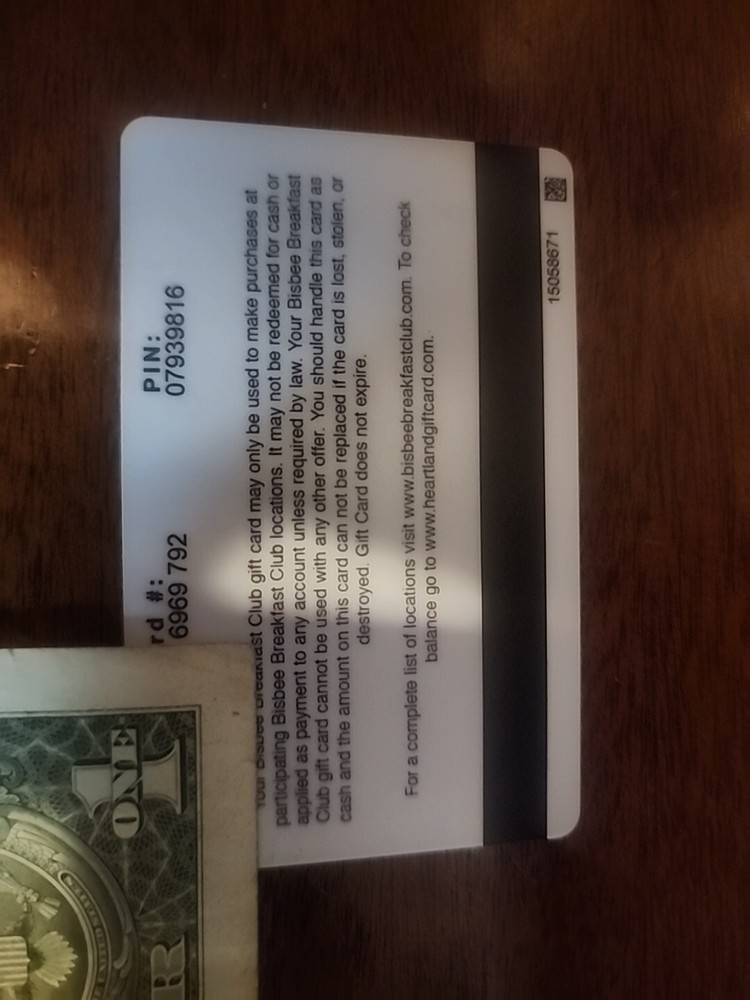 rd #: PIN:
6969 792 07939816
Your Bisbee Breakfast Club gift card may only be used to make purchases at
participating Bisbee Breakfast Club locations. It may not be redeemed for cash or
applied as payment to any account unless required by law. Your Bisbee Breakfast
Club gift card cannot be used with any other offer. You should handle this card as
cash and the amount on this card can not be replaced if the card is lost, stolen, or
destroyed. Gift Card does not expire.
For a complete list of locations visit www.bisbeebreakfastclub.com. To check
balance go to www.heartlandgiftcard.com.
15058671
1
ONE
R